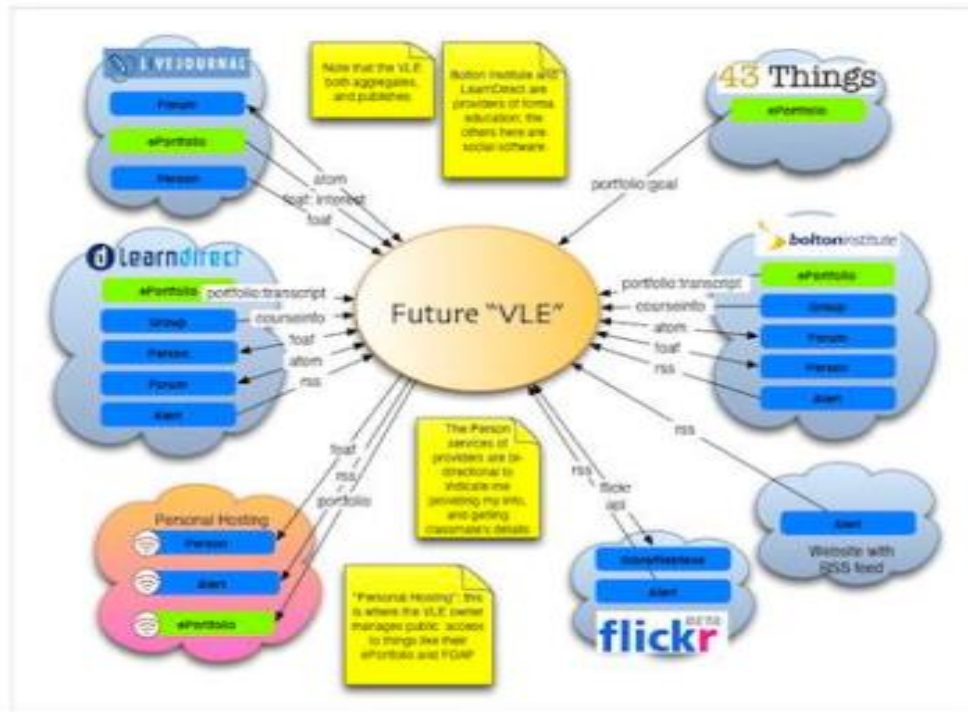 LIVEJOURNAL
Forum
ePortfolio
Person
atom
foaf: interest
foaf
Note that the VLE
both aggregates,
and publishes
Bolton Institute and
LearnDirect are
providers of formal
education; the
others here are
social software
43 Things
ePortfolio
portfolio:goal
learndirect
ePortfolio
Group
Person
Forum
Alert
portfolio:transcript
courseinfo
foaf
atom
rss
Future "VLE"
boltoninstitute
ePortfolio
Group
Forum
Person
Alert
portfolio:transcript
courseinfo
atom
foaf
rss
foaf
rss
portfolio
Personal Hosting
Person
Alert
ePortfolio
The Person
services of
providers are bi-
directional to
indicate me
providing my info,
and getting
classmate's details
"Personal Hosting": this
is where the VLE owner
manages public access
to things like their
ePortfolio and FOAF
rss
flickr
api
Store/Retrieve
Alert
flickr
BETA
rss
Alert
Website with
RSS feed